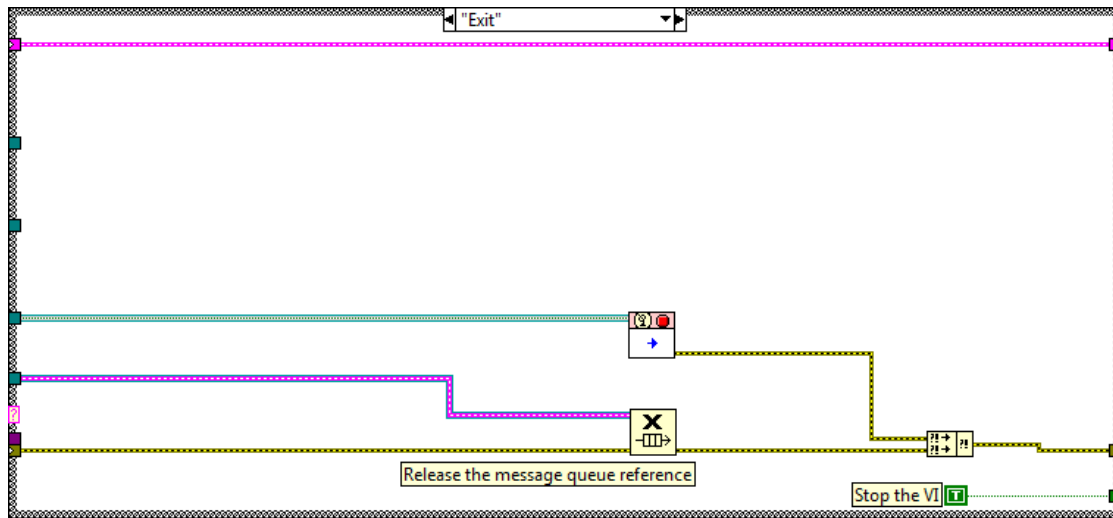 "Exit"
?
X
?!
?!
?!
Release the message queue reference
Stop the VI T